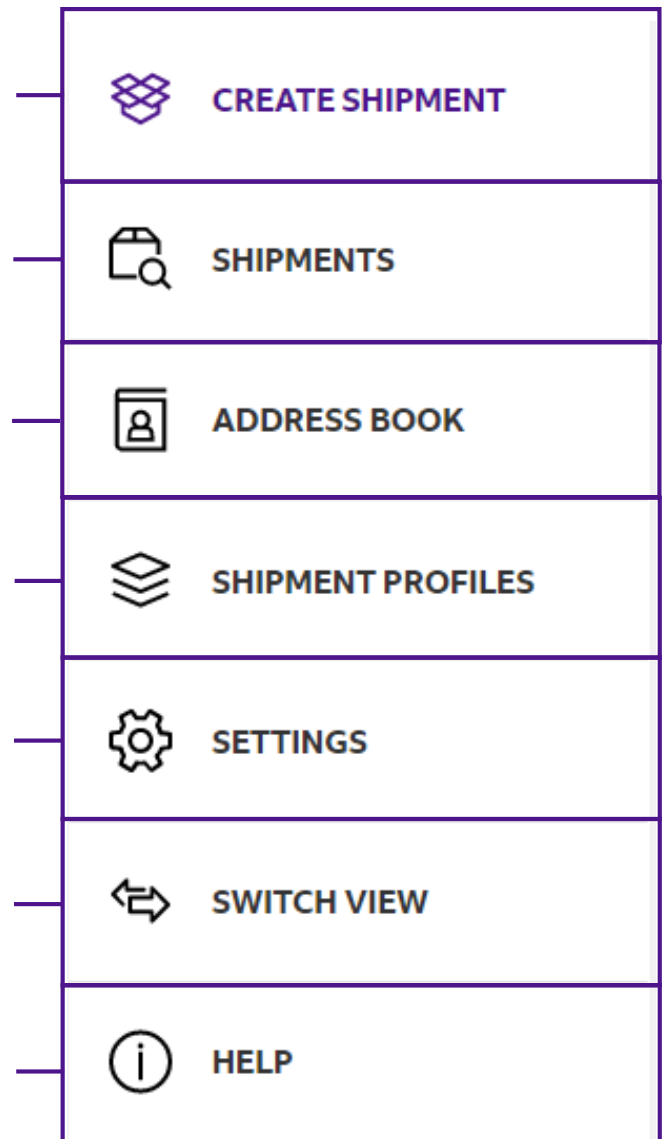 CREATE SHIPMENT
SHIPMENTS
ADDRESS BOOK
SHIPMENT PROFILES
SETTINGS
SWITCH VIEW
HELP